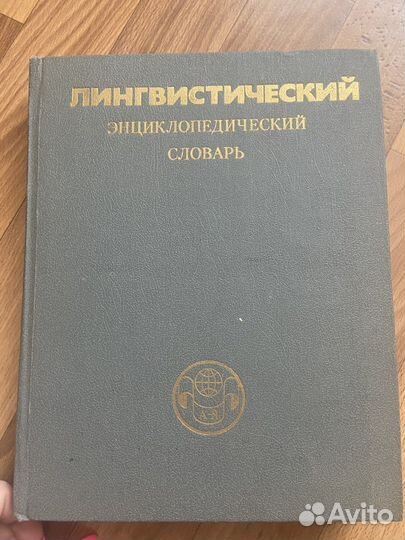 ЛИНГВИСТИЧЕСКИЙ
ЭНЦИКЛОПЕДИЧЕСКИЙ
СЛОВАРЬ
А-Я
Avito